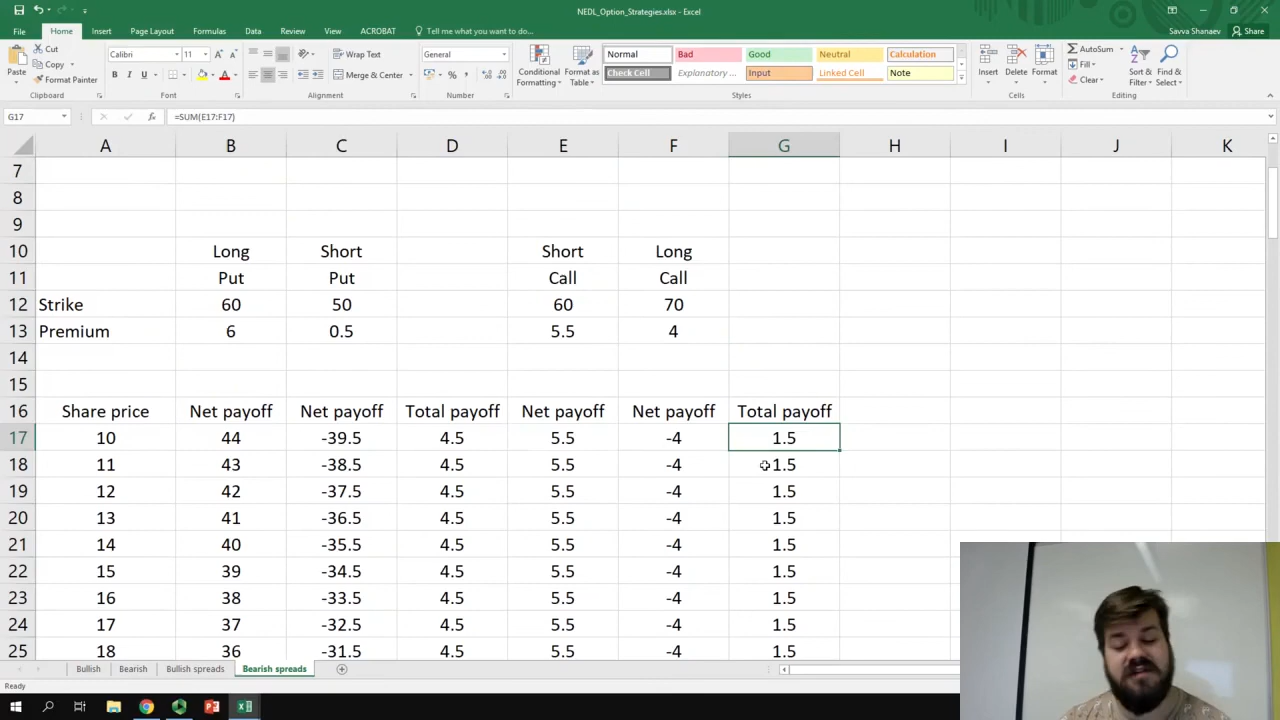 NEDL_Option_Strategies.xlsx - Excel
File Home Insert Page Layout Formulas Data Review View ACROBAT Tell me what you want to do... Savva Shanaev Share
Paste Cut Copy Format Painter Clipboard
Calibri 11 B I U Font
Wrap Text Merge & Center Alignment
General % Number
Conditional Formatting Format as Table
Normal Bad Good Neutral Calculation
Check Cell Explanatory ... Input Linked Cell Note
Styles
Insert Delete Format Cells
AutoSum Fill Clear Sort & Filter Find & Select Editing
G17 fx =SUM(E17:F17)
A B C D E F G H I J K
7
8
9
10 Long Short Short Long
11 Put Put Call Call
12 Strike 60 50 60 70
13 Premium 6 0.5 5.5 4
14
15
16 Share price Net payoff Net payoff Total payoff Net payoff Net payoff Total payoff
17 10 44 -39.5 4.5 5.5 -4 1.5
18 11 43 -38.5 4.5 5.5 -4 1.5
19 12 42 -37.5 4.5 5.5 -4 1.5
20 13 41 -36.5 4.5 5.5 -4 1.5
21 14 40 -35.5 4.5 5.5 -4 1.5
22 15 39 -34.5 4.5 5.5 -4 1.5
23 16 38 -33.5 4.5 5.5 -4 1.5
24 17 37 -32.5 4.5 5.5 -4 1.5
25 18 36 -31.5 4.5 5.5 -4 1.5
Bullish Bearish Bullish spreads Bearish spreads
Ready